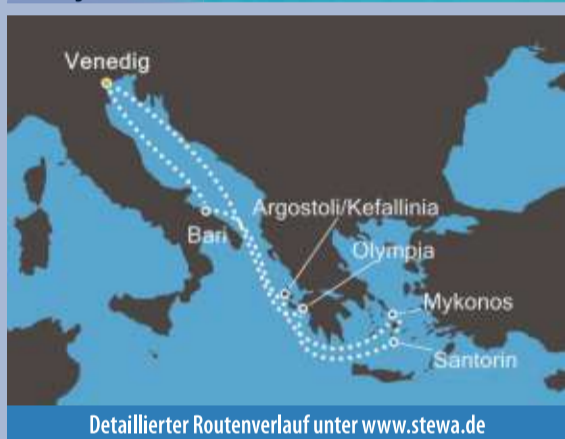 Venedig
Argostoli/Kefallinia
Bari
Olympia
Mykonos
Santorin
Detaillierter Routenverlauf unter www.stewa.de